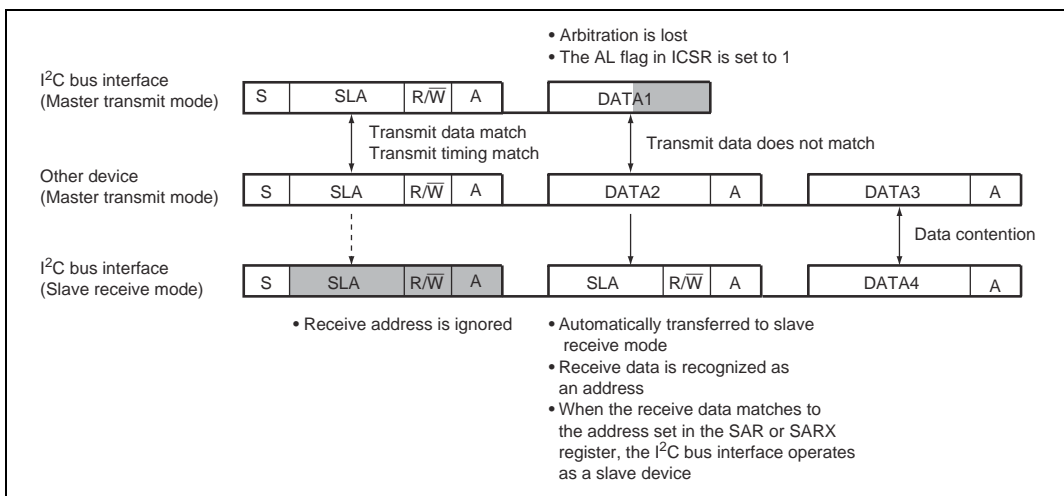 • Arbitration is lost
• The AL flag in ICSR is set to 1
I²C bus interface
(Master transmit mode)
S SLA R/W̅ A DATA1
Transmit data match
Transmit timing match
Transmit data does not match
Other device
(Master transmit mode)
S SLA R/W̅ A DATA2 A DATA3 A
Data contention
I²C bus interface
(Slave receive mode)
S SLA R/W̅ A SLA R/W̅ A DATA4 A
• Receive address is ignored
• Automatically transferred to slave
receive mode
• Receive data is recognized as
an address
• When the receive data matches to
the address set in the SAR or SARX
register, the I²C bus interface operates
as a slave device